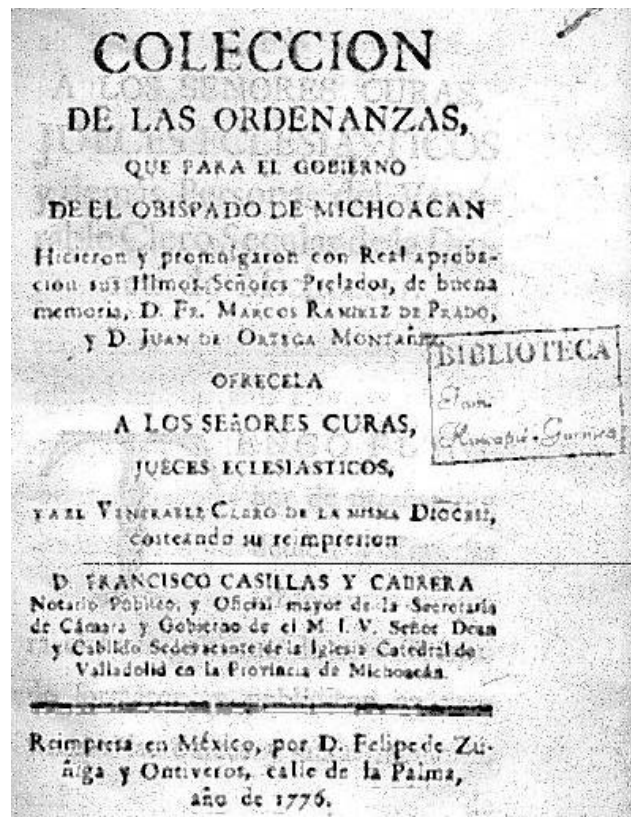 COLECCION
DE LAS ORDENANZAS,
QUE PARA EL GOBIERNO
DE EL OBISPADO DE MICHOACAN
Hicieron y promulgaron con Real aproba-
cion sus Illmos. Señores Prelados, de buena
memoria, D. Fr. Marcos Ramirez de Prado,
y D. Juan de Ortega Montañez,
OFRECELA
A LOS SEÑORES CURAS,
JUECES ECLESIASTICOS,
Y A EL Venerable Clero de la misma Diocesi,
costeando su reimpresion
D. FRANCISCO CASILLAS Y CABRERA
Notario Público, y Oficial mayor de la Secretaría
de Cámara y Gobierno de el M. I. V. Señor Dean
y Cabildo Sedevacante de la Iglesia Catedral de
Valladolid en la Provincia de Michoacán.
Reimpresa en México, por D. Felipe de Zu-
ñiga y Ontiveros, calle de la Palma,
año de 1776.
BIBLIOTECA